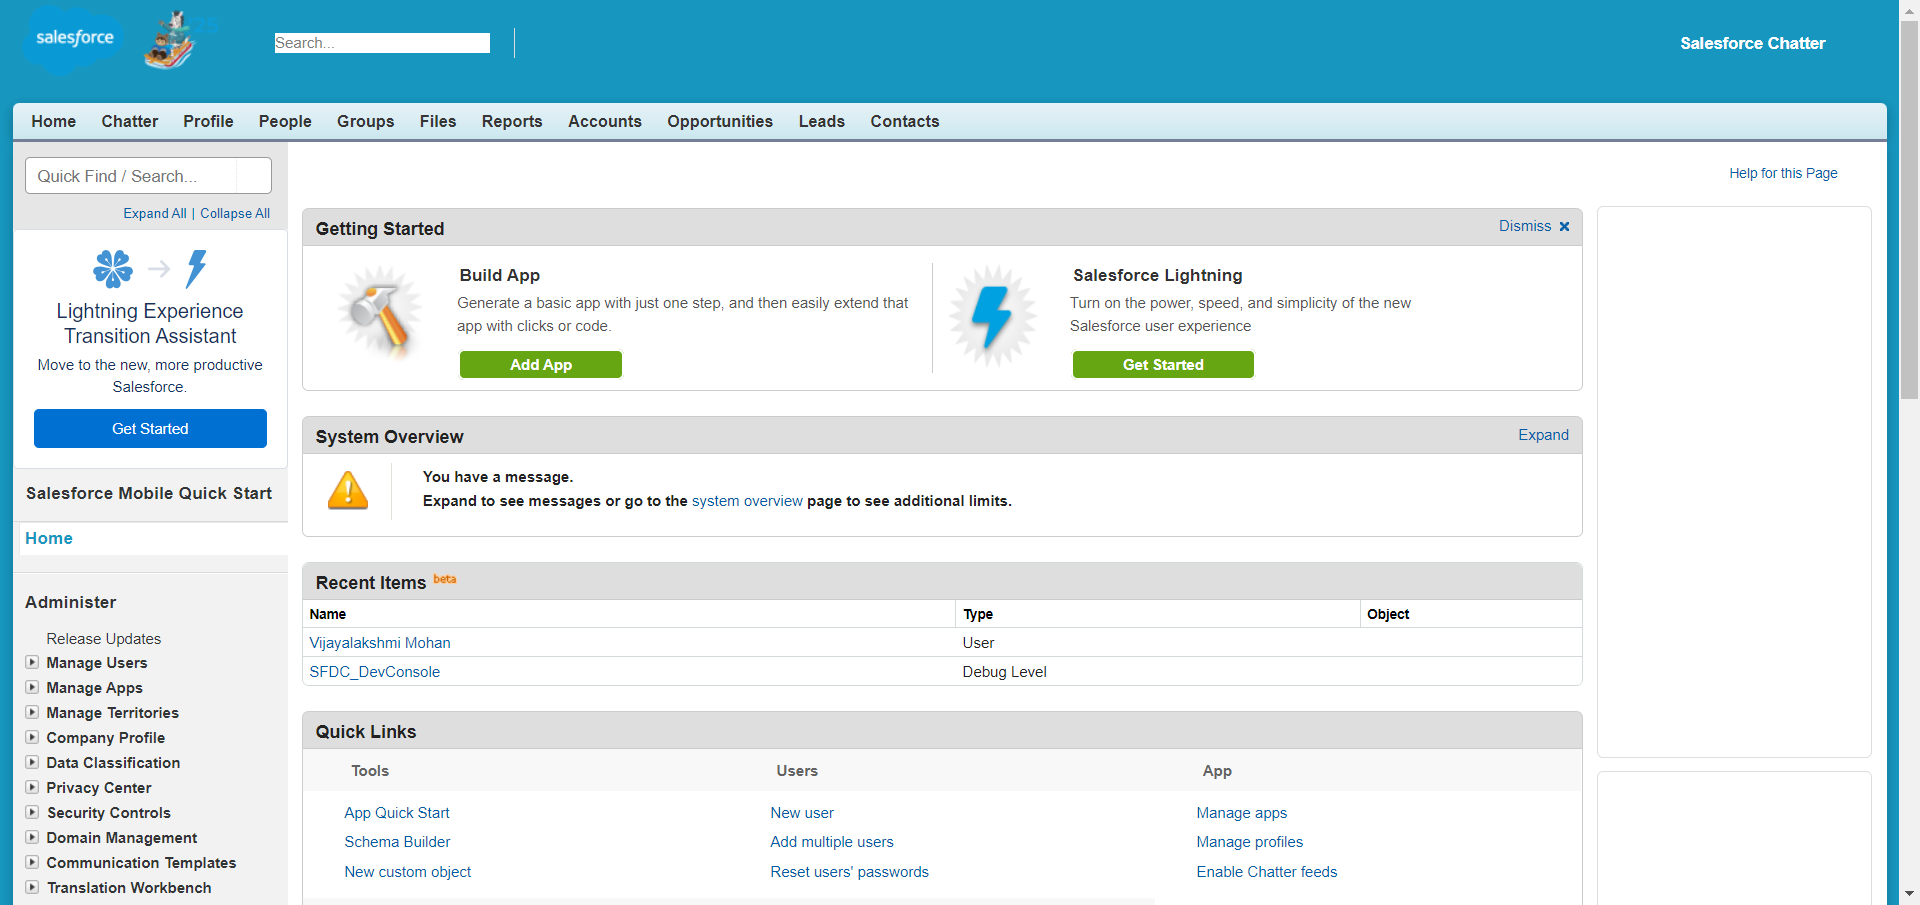 salesforce
Search...
Salesforce Chatter
Home Chatter Profile People Groups Files Reports Accounts Opportunities Leads Contacts
Quick Find / Search...
Expand All | Collapse All
Lightning Experience
Transition Assistant
Move to the new, more productive
Salesforce.
Get Started
Salesforce Mobile Quick Start
Home
Administer
Release Updates
Manage Users
Manage Apps
Manage Territories
Company Profile
Data Classification
Privacy Center
Security Controls
Domain Management
Communication Templates
Translation Workbench
Help for this Page
Getting Started
Dismiss
Build App
Generate a basic app with just one step, and then easily extend that
app with clicks or code.
Add App
Salesforce Lightning
Turn on the power, speed, and simplicity of the new
Salesforce user experience
Get Started
System Overview
Expand
You have a message.
Expand to see messages or go to the system overview page to see additional limits.
Recent Items beta
Name Type Object
Vijayalakshmi Mohan User
SFDC_DevConsole Debug Level
Quick Links
Tools Users App
App Quick Start New user Manage apps
Schema Builder Add multiple users Manage profiles
New custom object Reset users' passwords Enable Chatter feeds